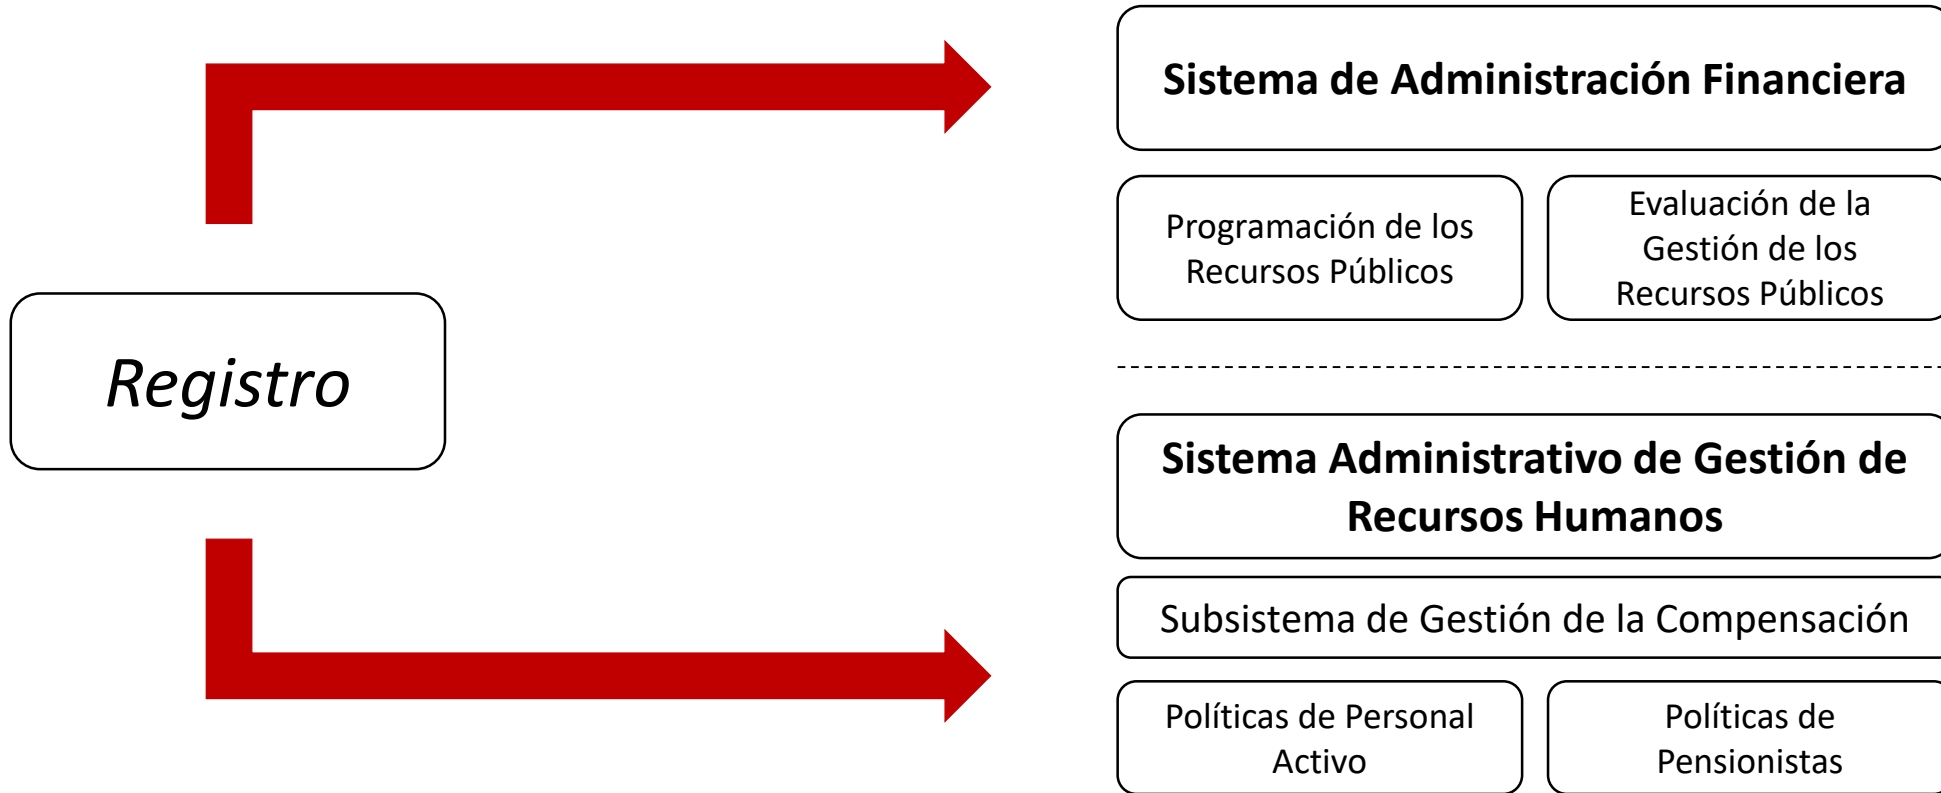 Sistema de Administración Financiera
Programación de los
Recursos Públicos
Evaluación de la
Gestión de los
Recursos Públicos
Registro
Sistema Administrativo de Gestión de
Recursos Humanos
Subsistema de Gestión de la Compensación
Políticas de Personal
Activo
Políticas de
Pensionistas